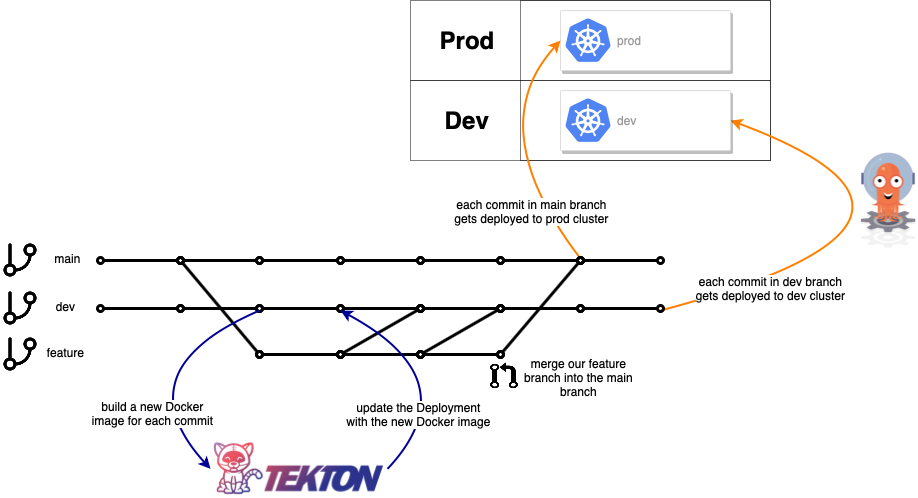 Prod
prod
Dev
dev
each commit in main branch
gets deployed to prod cluster
main
each commit in dev branch
gets deployed to dev cluster
dev
feature
merge our feature
branch into the main
branch
build a new Docker
image for each commit
update the Deployment
with the new Docker image
TEKTON